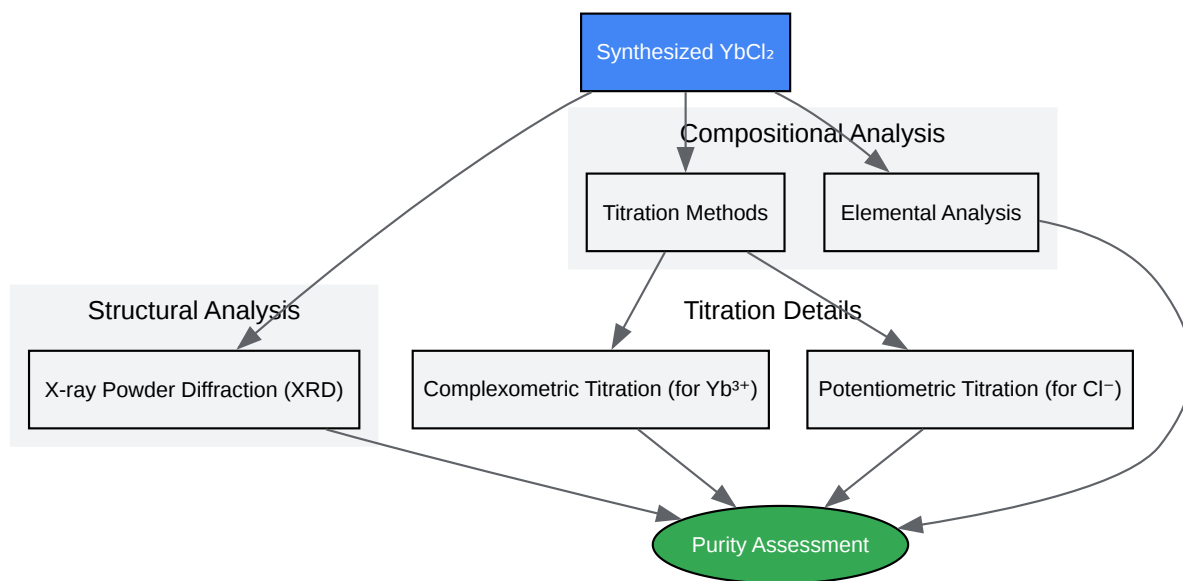 Synthesized YbCl₂
Compositional Analysis
Titration Methods
Elemental Analysis
Structural Analysis
Titration Details
X-ray Powder Diffraction (XRD)
Complexometric Titration (for Yb³⁺)
Potentiometric Titration (for Cl⁻)
Purity Assessment